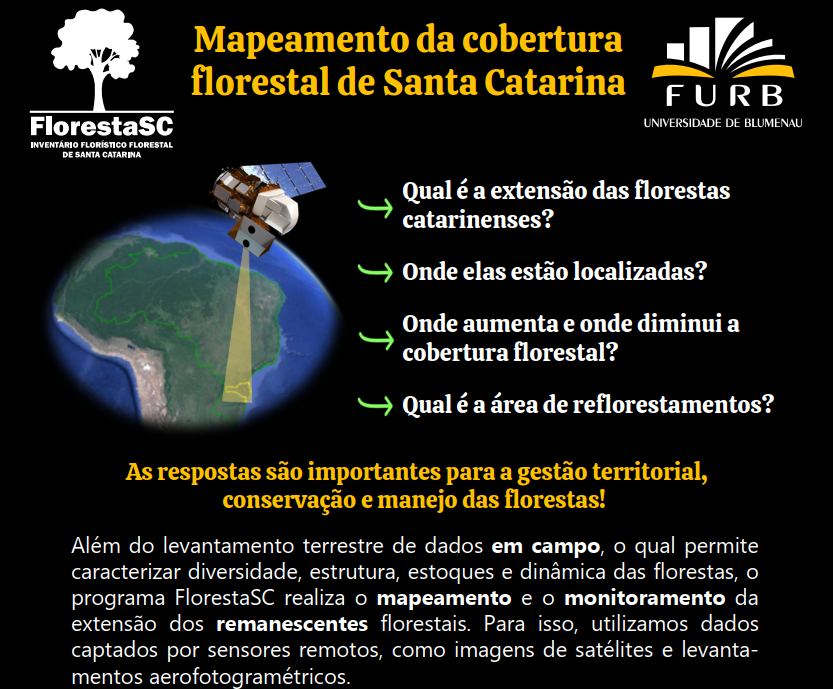 Mapeamento da cobertura
florestal de Santa Catarina
FlorestaSC
INVENTÁRIO FLORÍSTICO FLORESTAL
DE SANTA CATARINA
FURB
UNIVERSIDADE DE BLUMENAU
Qual é a extensão das florestas
catarinenses?
Onde elas estão localizadas?
Onde aumenta e onde diminui a
cobertura florestal?
Qual é a área de reflorestamentos?
As respostas são importantes para a gestão territorial,
conservação e manejo das florestas!
Além do levantamento terrestre de dados em campo, o qual permite
caracterizar diversidade, estrutura, estoques e dinâmica das florestas, o
programa FlorestaSC realiza o mapeamento e o monitoramento da
extensão dos remanescentes florestais. Para isso, utilizamos dados
captados por sensores remotos, como imagens de satélites e levanta-
mentos aerofotogramétricos.